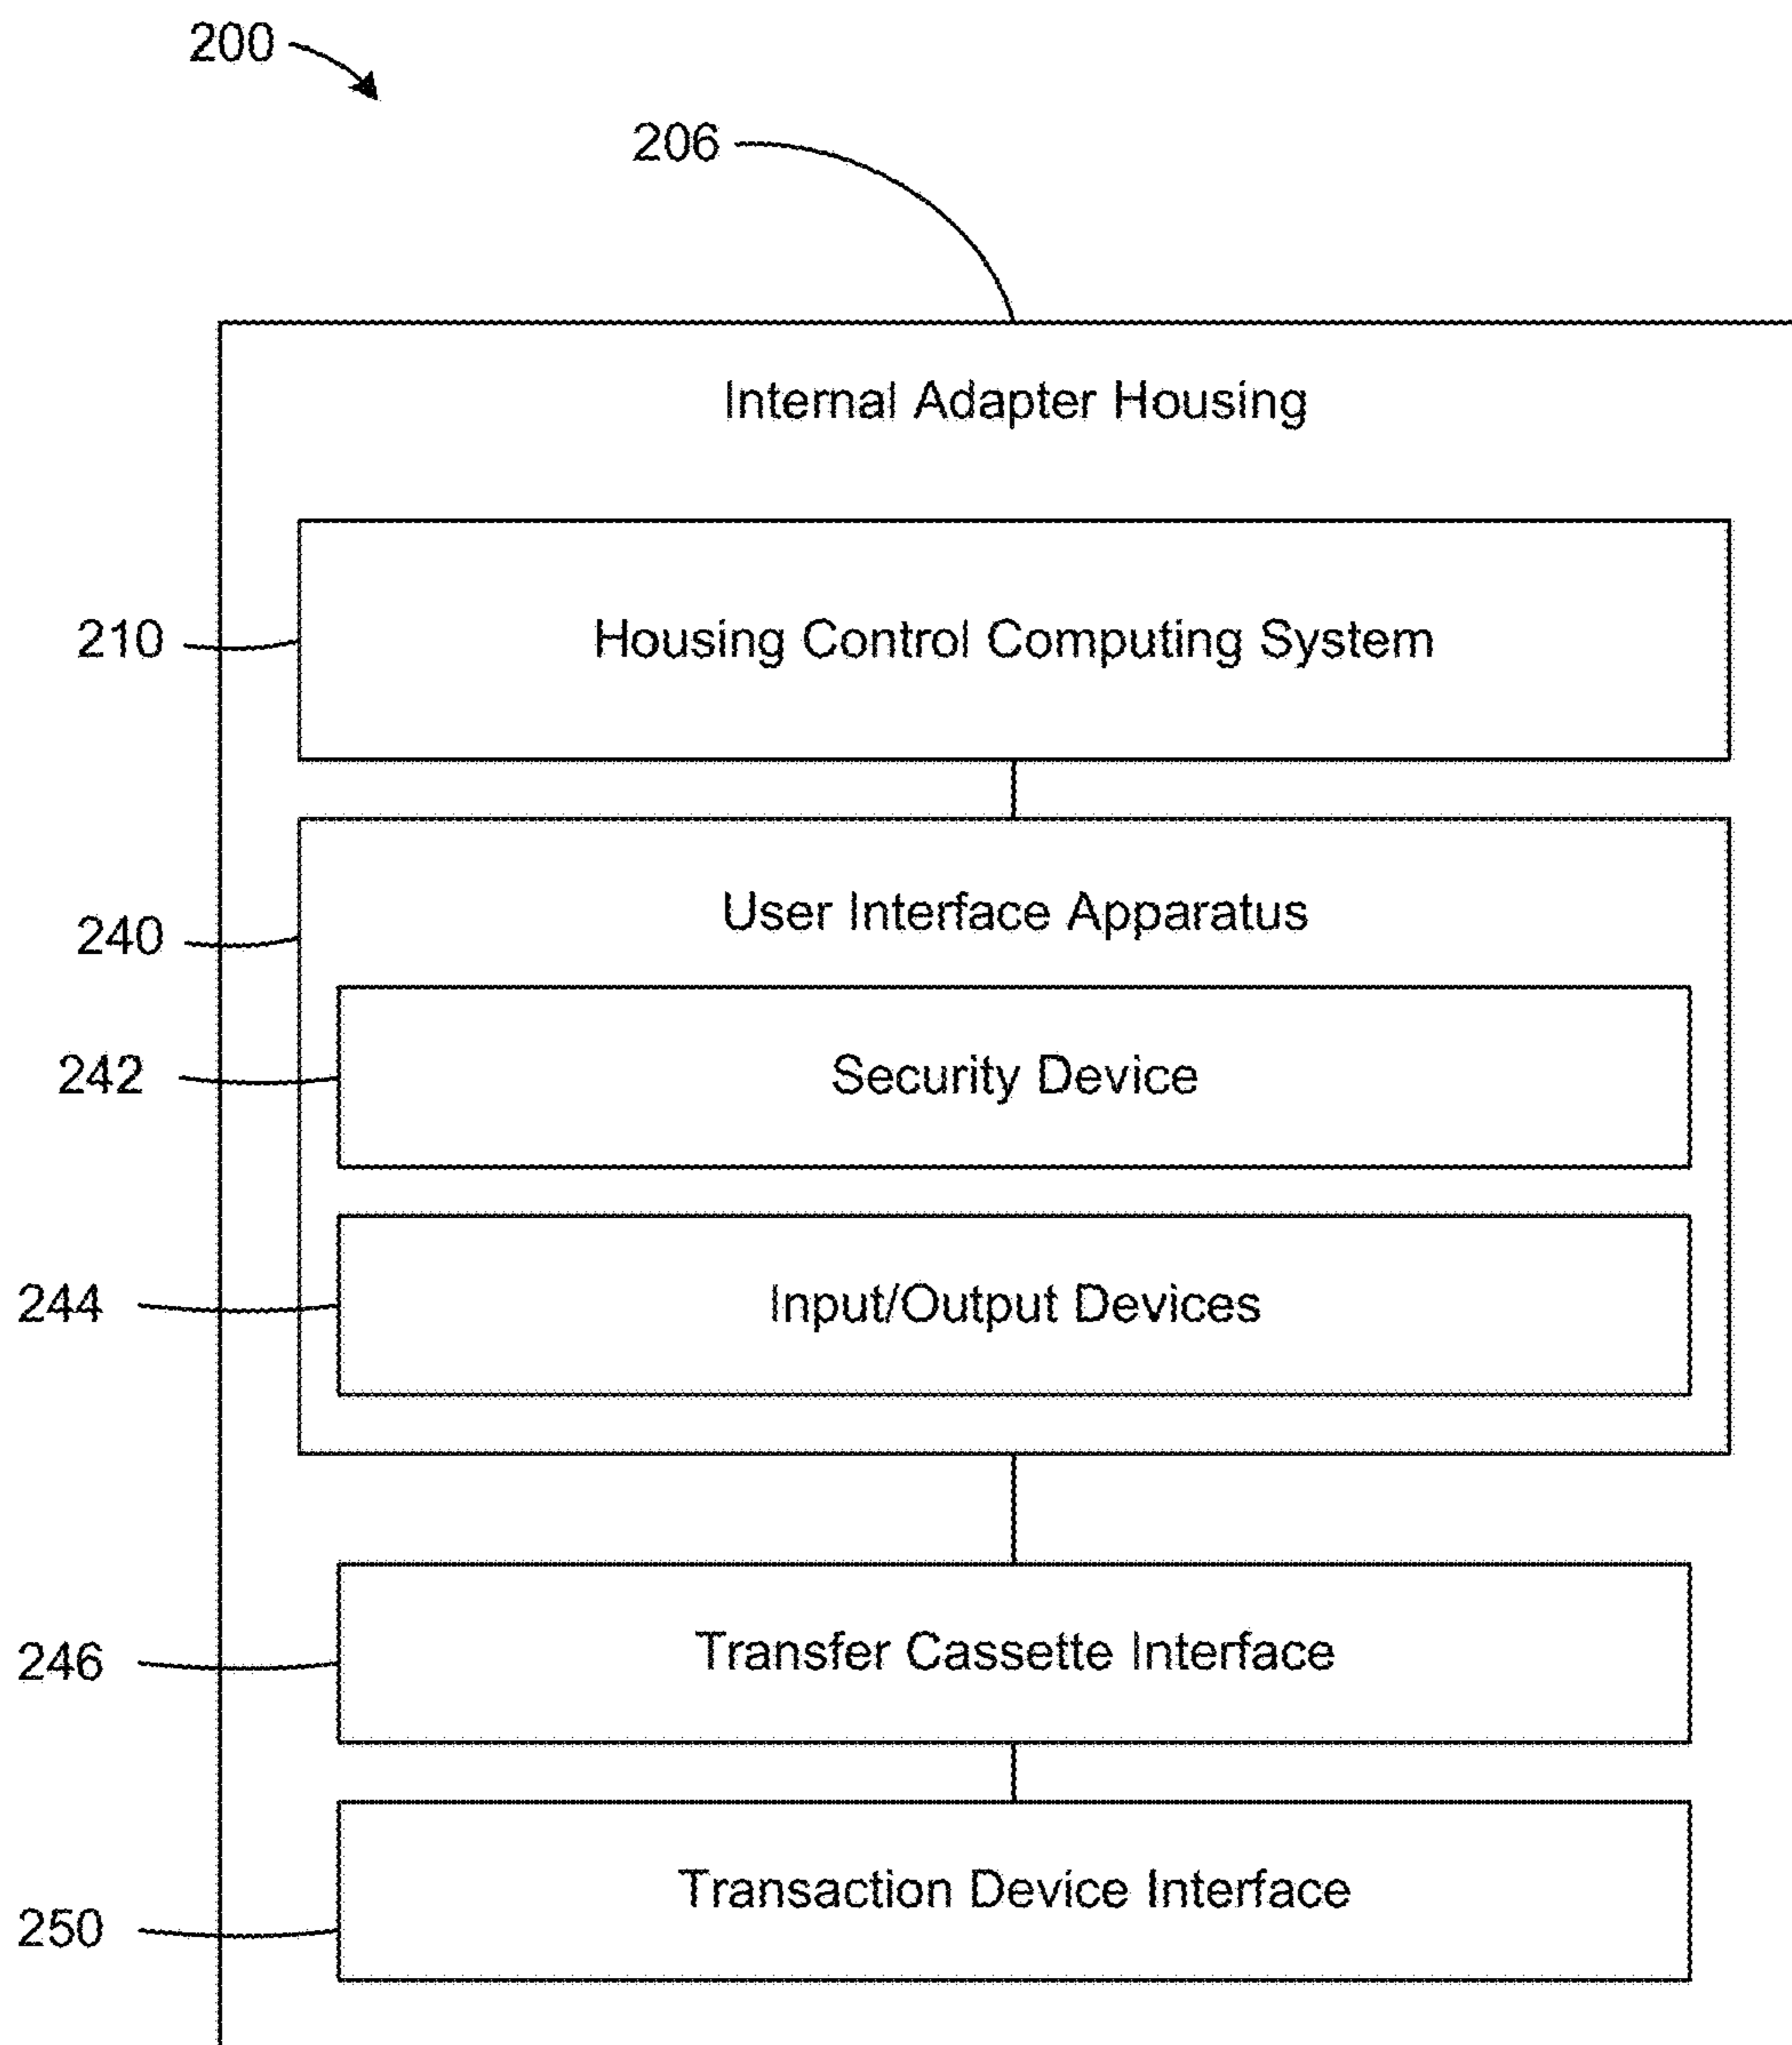 200
206
Internal Adapter Housing
210
Housing Control Computing System
240
User Interface Apparatus
242
Security Device
244
Input/Output Devices
246
Transfer Cassette Interface
250
Transaction Device Interface